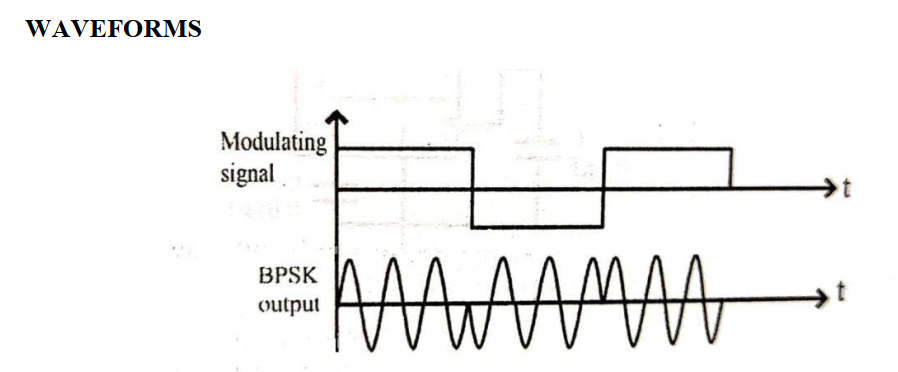 WAVEFORMS
Modulating
signal
t
BPSK
output
t